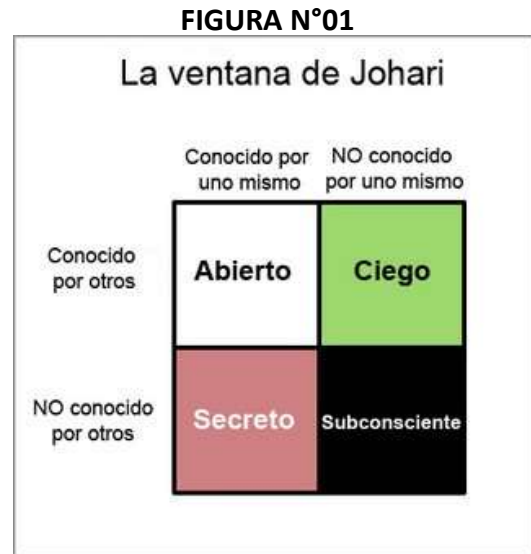 FIGURA N°01
La ventana de Johari
Conocido por
uno mismo
NO conocido
por uno mismo
Conocido
por otros
Abierto
Ciego
NO conocido
por otros
Secreto
Subconsciente